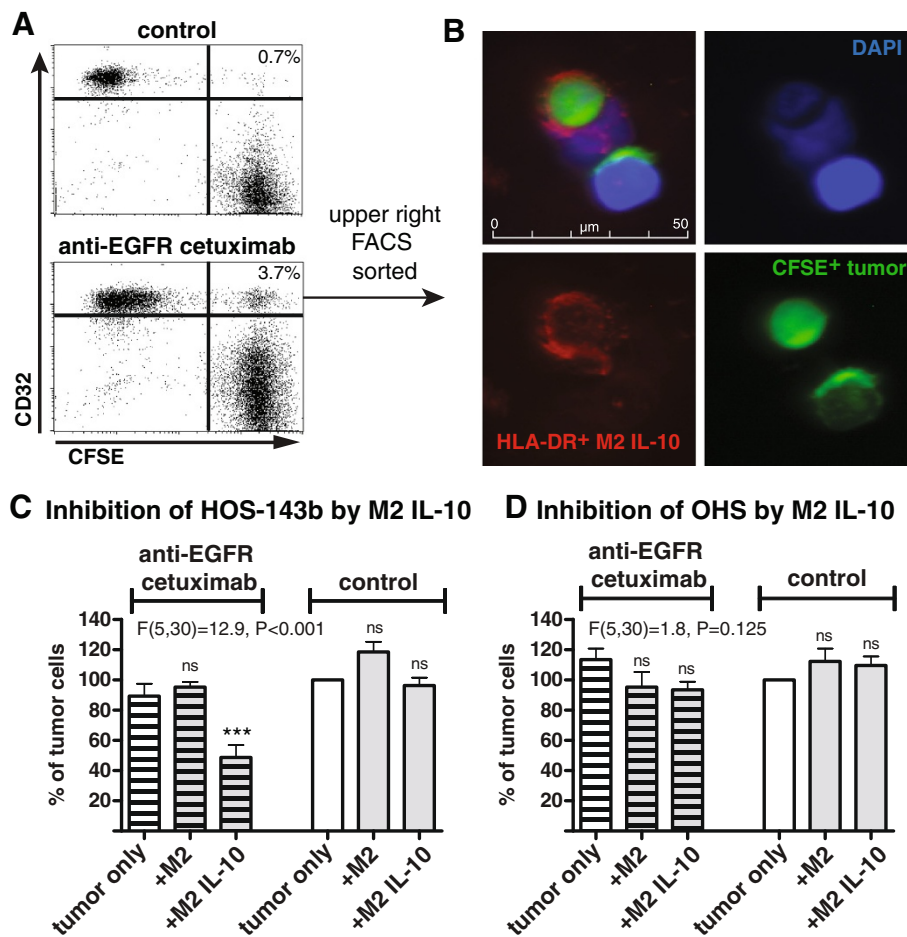 A
control
0.7%
anti-EGFR cetuximab
3.7%
CD32
CFSE
upper right
FACS
sorted
B
DAPI
0
µm
50
HLA-DR+ M2 IL-10
CFSE+ tumor
C Inhibition of HOS-143b by M2 IL-10
anti-EGFR
cetuximab
control
F(5,30)=12.9, P<0.001
% of tumor cells
140
120
100
80
60
40
20
ns
***
ns
ns
tumor only
+M2
+M2 IL-10
tumor only
+M2
+M2 IL-10
D Inhibition of OHS by M2 IL-10
anti-EGFR
cetuximab
control
F(5,30)=1.8, P=0.125
% of tumor cells
140
120
100
80
60
40
20
ns
ns
ns
ns
tumor only
+M2
+M2 IL-10
tumor only
+M2
+M2 IL-10